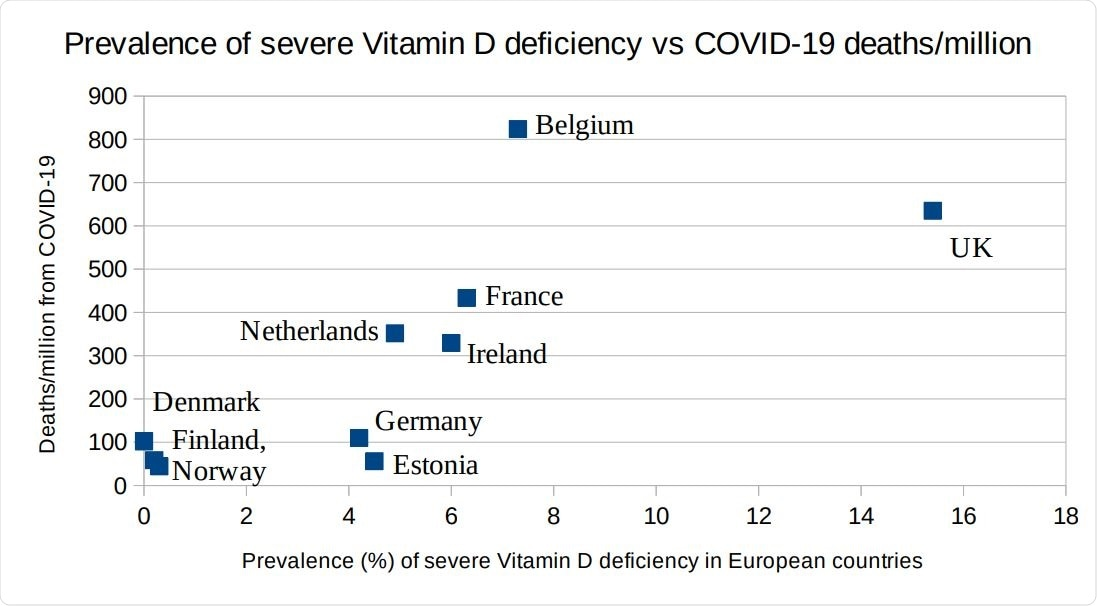 Prevalence of severe Vitamin D deficiency vs COVID-19 deaths/million
Deaths/million from COVID-19
900
800
700
600
500
400
300
200
100
0
Belgium
UK
France
Netherlands
Ireland
Denmark
Germany
Finland,
Norway
Estonia
0 2 4 6 8 10 12 14 16 18
Prevalence (%) of severe Vitamin D deficiency in European countries